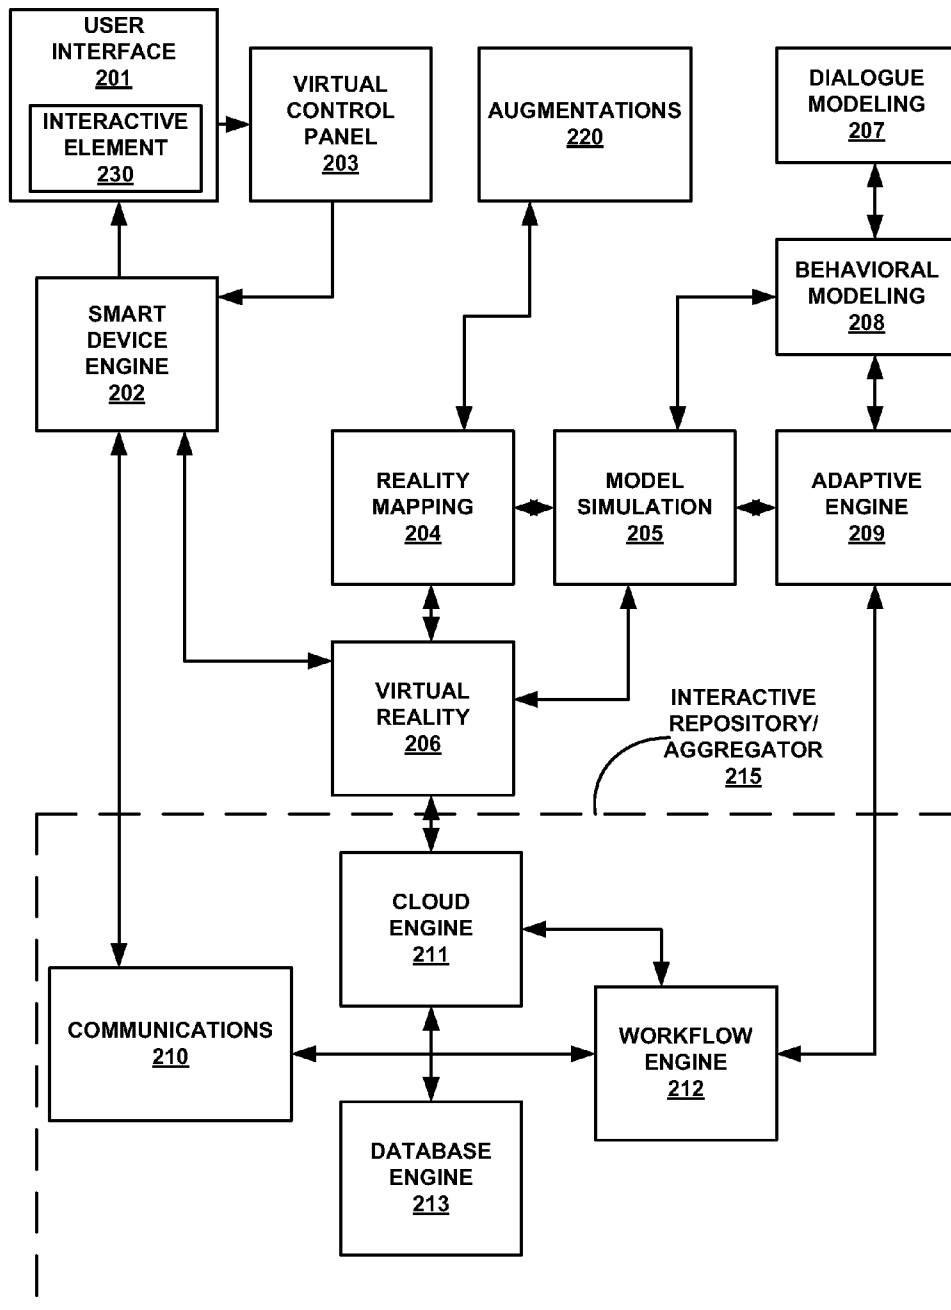 USER
INTERFACE
201
INTERACTIVE
ELEMENT
230
VIRTUAL
CONTROL
PANEL
203
AUGMENTATIONS
220
DIALOGUE
MODELING
207
SMART
DEVICE
ENGINE
202
BEHAVIORAL
MODELING
208
REALITY
MAPPING
204
MODEL
SIMULATION
205
ADAPTIVE
ENGINE
209
VIRTUAL
REALITY
206
INTERACTIVE
REPOSITORY/
AGGREGATOR
215
CLOUD
ENGINE
211
COMMUNICATIONS
210
WORKFLOW
ENGINE
212
DATABASE
ENGINE
213